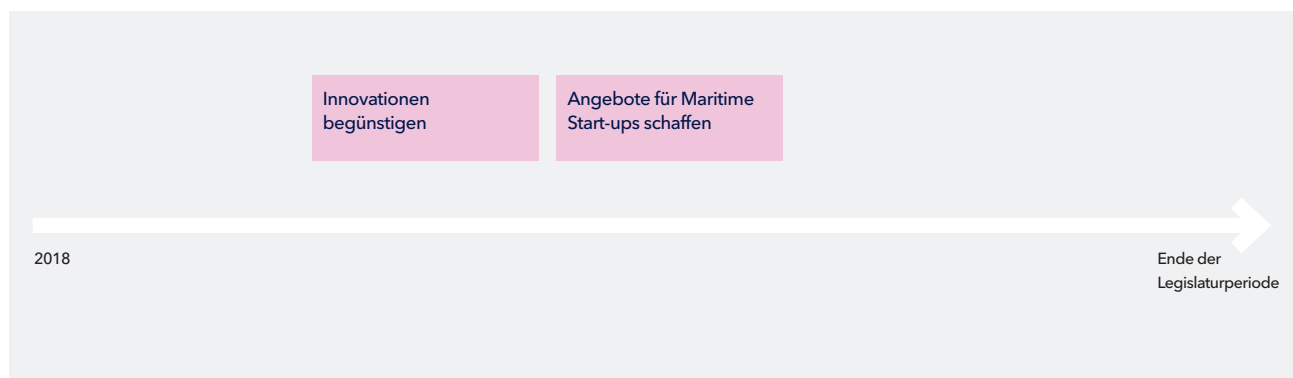 Innovationen
begünstigen
Angebote für Maritime
Start-ups schaffen
2018
Ende der
Legislaturperiode